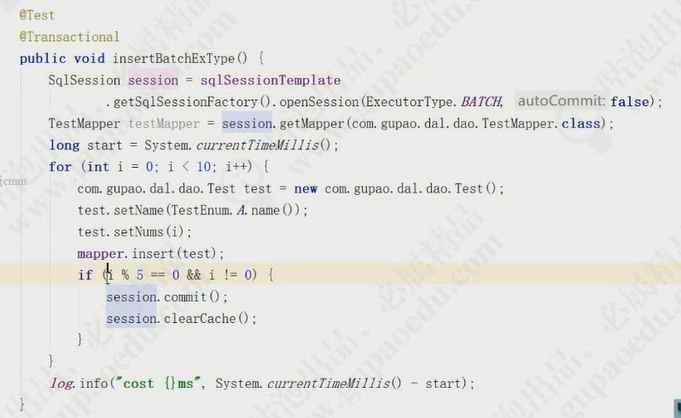 @Test
@Transactional
public void insertBatchExType() {
SqlSession session = sqlSessionTemplate
.getSqlSessionFactory().openSession(ExecutorType.BATCH, autoCommit: false);
TestMapper testMapper = session.getMapper(com.gupao.dal.dao.TestMapper.class);
long start = System.currentTimeMillis();
for (int i = 0; i < 10; i++) {
com.gupao.dal.dao.Test test = new com.gupao.dal.dao.Test();
test.setName(TestEnum.A.name());
test.setNums(i);
mapper.insert(test);
if (i % 5 == 0 && i != 0) {
session.commit();
session.clearCache();
}
}
log.info("cost {}ms", System.currentTimeMillis() - start);
}